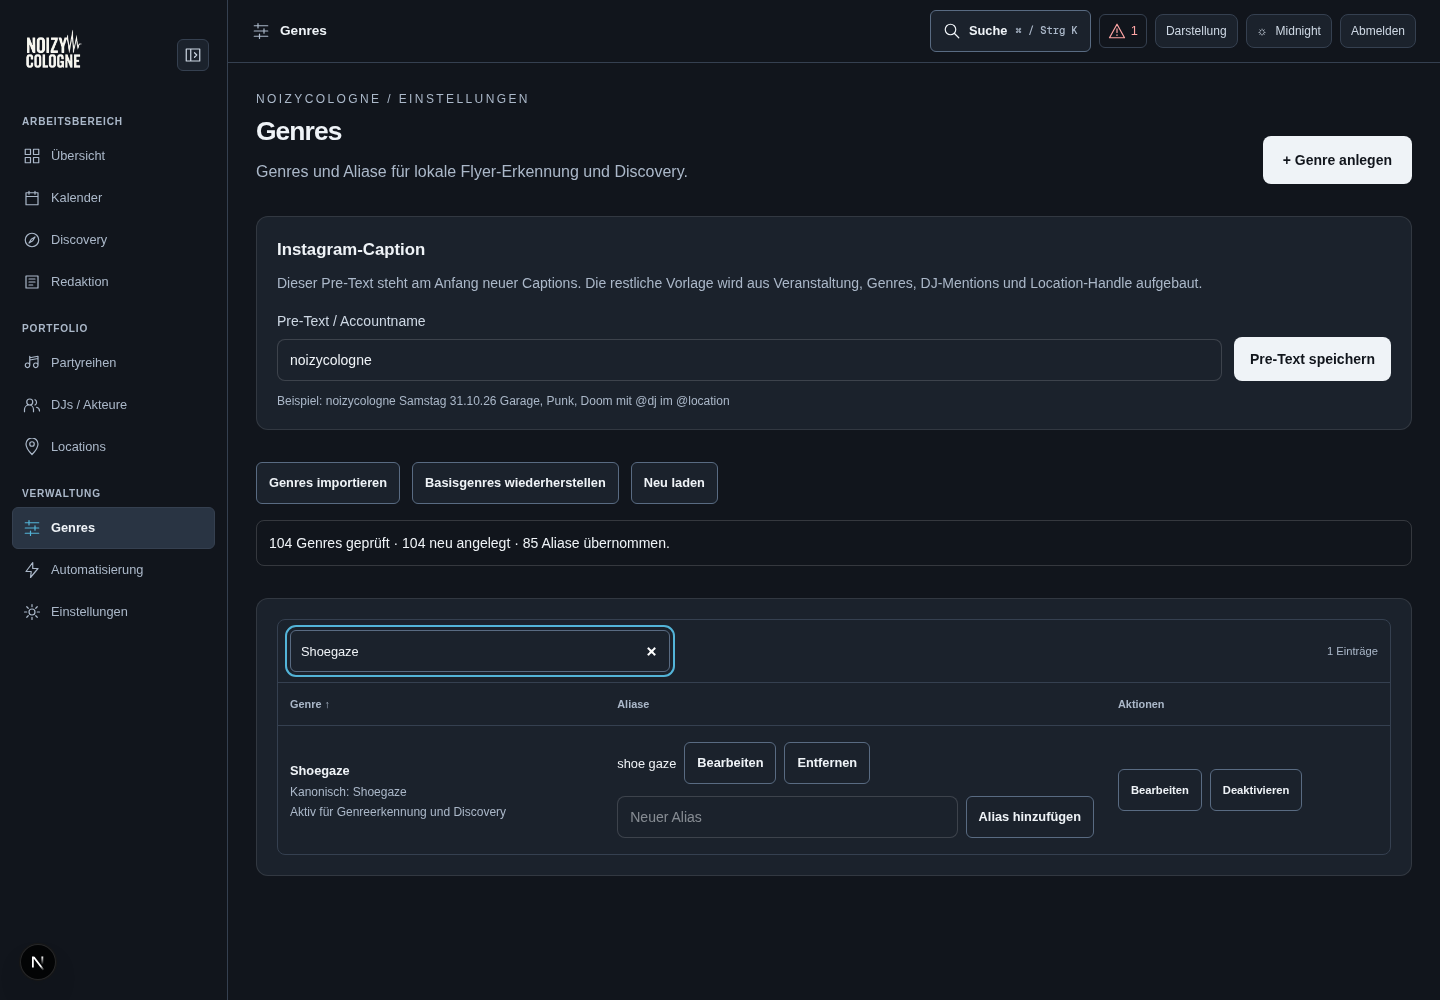 NOIZY
COLOGNE
Genres
Suche ⌘ / Strg K
1
Darstellung
☼ Midnight
Abmelden
ARBEITSBEREICH
Übersicht
Kalender
Discovery
Redaktion
PORTFOLIO
Partyreihen
DJs / Akteure
Locations
VERWALTUNG
Genres
Automatisierung
Einstellungen
N
NOIZYCOLOGNE / EINSTELLUNGEN
Genres
Genres und Aliase für lokale Flyer-Erkennung und Discovery.
+ Genre anlegen
Instagram-Caption
Dieser Pre-Text steht am Anfang neuer Captions. Die restliche Vorlage wird aus Veranstaltung, Genres, DJ-Mentions und Location-Handle aufgebaut.
Pre-Text / Accountname
noizycologne
Pre-Text speichern
Beispiel: noizycologne Samstag 31.10.26 Garage, Punk, Doom mit @dj im @location
Genres importieren
Basisgenres wiederherstellen
Neu laden
104 Genres geprüft · 104 neu angelegt · 85 Aliase übernommen.
Shoegaze
1 Einträge
Genre ↑
Aliase
Aktionen
Shoegaze
Kanonisch: Shoegaze
Aktiv für Genreerkennung und Discovery
shoe gaze
Bearbeiten
Entfernen
Neuer Alias
Alias hinzufügen
Bearbeiten
Deaktivieren